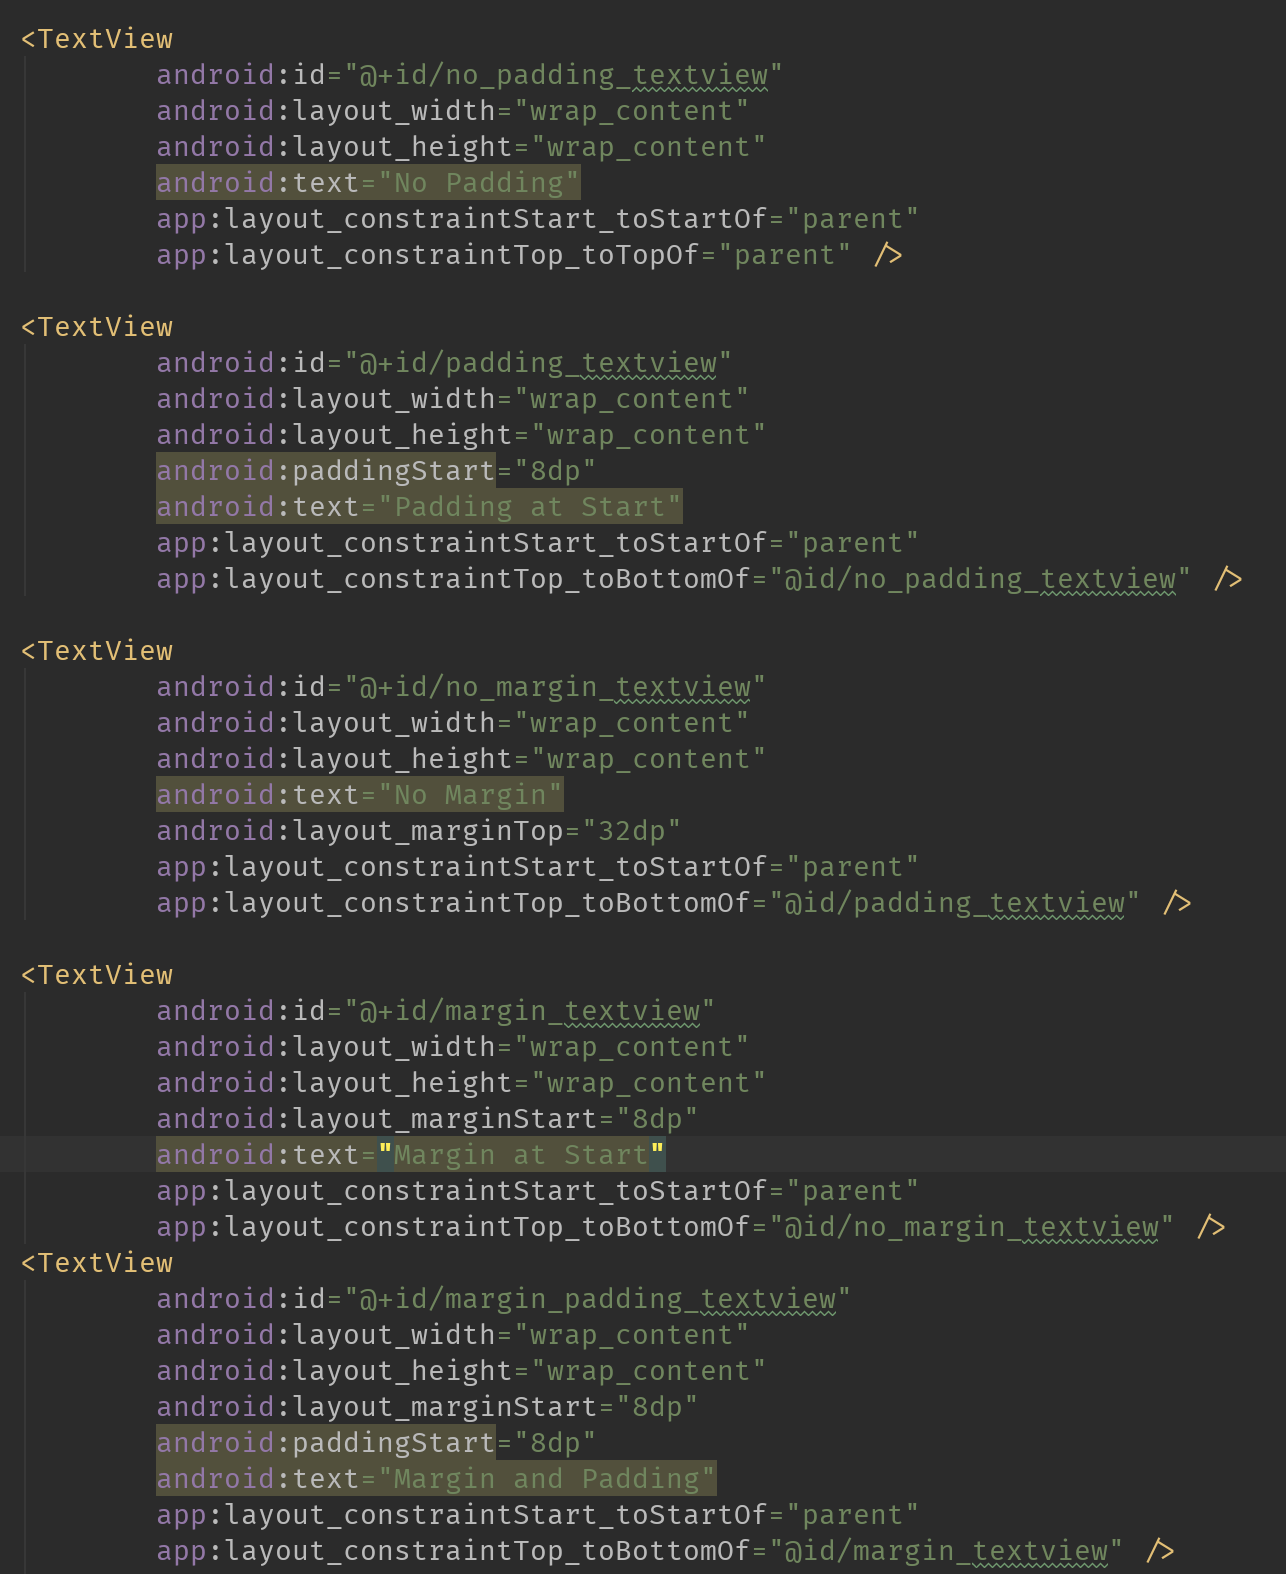 <TextView
android:id="@+id/no_padding_textview"
android:layout_width="wrap_content"
android:layout_height="wrap_content"
android:text="No Padding"
app:layout_constraintStart_toStartOf="parent"
app:layout_constraintTop_toTopOf="parent" />
<TextView
android:id="@+id/padding_textview"
android:layout_width="wrap_content"
android:layout_height="wrap_content"
android:paddingStart="8dp"
android:text="Padding at Start"
app:layout_constraintStart_toStartOf="parent"
app:layout_constraintTop_toBottomOf="@id/no_padding_textview" />
<TextView
android:id="@+id/no_margin_textview"
android:layout_width="wrap_content"
android:layout_height="wrap_content"
android:text="No Margin"
android:layout_marginTop="32dp"
app:layout_constraintStart_toStartOf="parent"
app:layout_constraintTop_toBottomOf="@id/padding_textview" />
<TextView
android:id="@+id/margin_textview"
android:layout_width="wrap_content"
android:layout_height="wrap_content"
android:layout_marginStart="8dp"
android:text="Margin at Start"
app:layout_constraintStart_toStartOf="parent"
app:layout_constraintTop_toBottomOf="@id/no_margin_textview" />
<TextView
android:id="@+id/margin_padding_textview"
android:layout_width="wrap_content"
android:layout_height="wrap_content"
android:layout_marginStart="8dp"
android:paddingStart="8dp"
android:text="Margin and Padding"
app:layout_constraintStart_toStartOf="parent"
app:layout_constraintTop_toBottomOf="@id/margin_textview" />